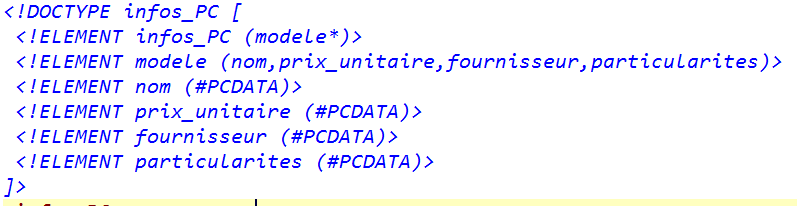 <!DOCTYPE infos_PC [
<!ELEMENT infos_PC (modele*)>
<!ELEMENT modele (nom,prix_unitaire,fournisseur,particularites)>
<!ELEMENT nom (#PCDATA)>
<!ELEMENT prix_unitaire (#PCDATA)>
<!ELEMENT fournisseur (#PCDATA)>
<!ELEMENT particularites (#PCDATA)>
]>